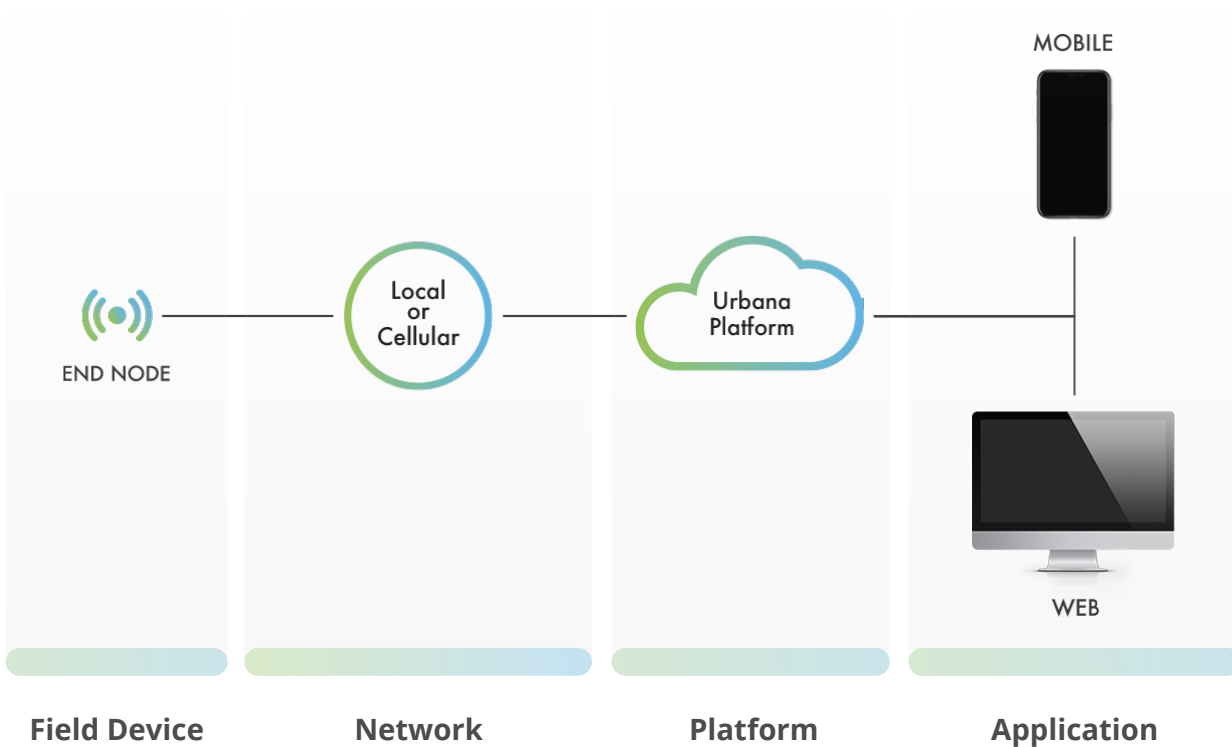 MOBILE
Local
or
Cellular
Urbana
Platform
END NODE
WEB
Field Device
Network
Platform
Application